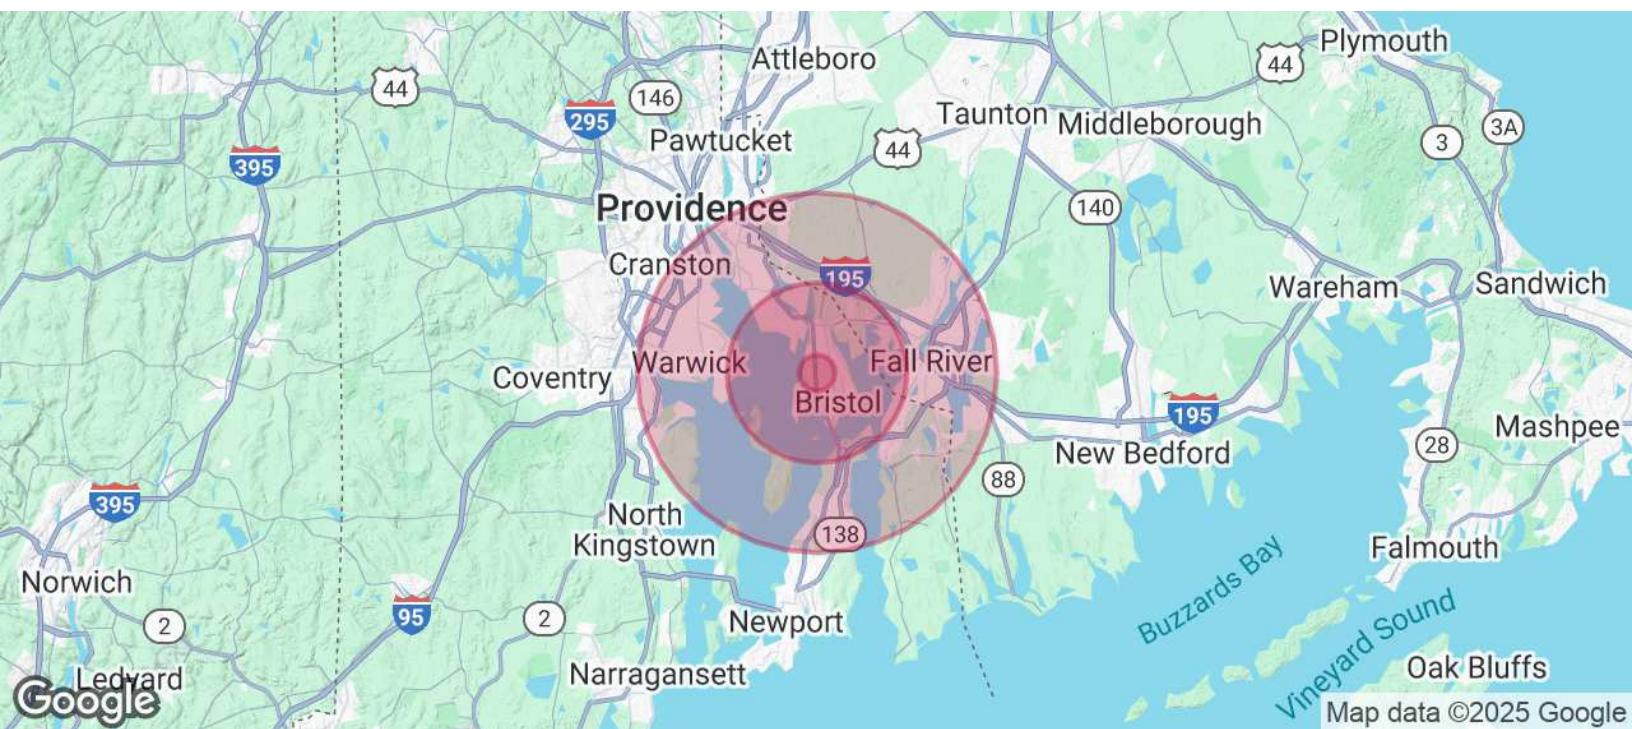 Plymouth
Attleboro
44
44
146
Taunton
295
Middleborough
3A
Pawtucket
3
44
395
Providence
140
Cranston
195
Wareham
Sandwich
Warwick
Fall River
Coventry
Bristol
195
Mashpee
28
New Bedford
88
395
North
Kingstown
138
Falmouth
Norwich
95
2
2
Newport
Buzzards Bay
Vineyard Sound
Narragansett
Oak Bluffs
Ledyard
Google
Map data ©2025 Google